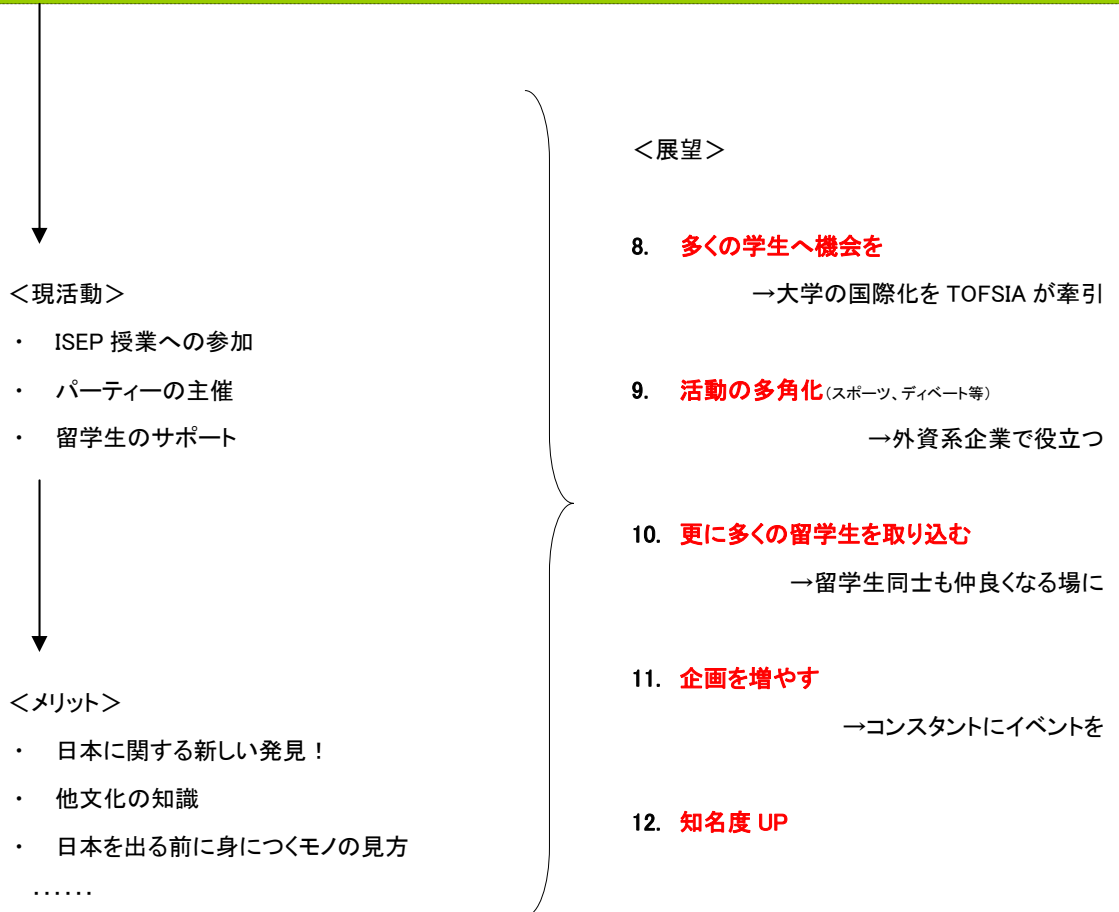 ＜現活動＞
・ ISEP 授業への参加
・ パーティーの主催
・ 留学生のサポート
＜メリット＞
・ 日本に関する新しい発見！
・ 他文化の知識
・ 日本を出る前に身につくモノの見方
……
＜展望＞
8. 多くの学生へ機会を
→大学の国際化を TOFSIA が牽引
9. 活動の多角化（スポーツ、ディベート等）
→外資系企業で役立つ
10. 更に多くの留学生を取り込む
→留学生同士も仲良くなる場に
11. 企画を増やす
→コンスタントにイベントを
12. 知名度 UP